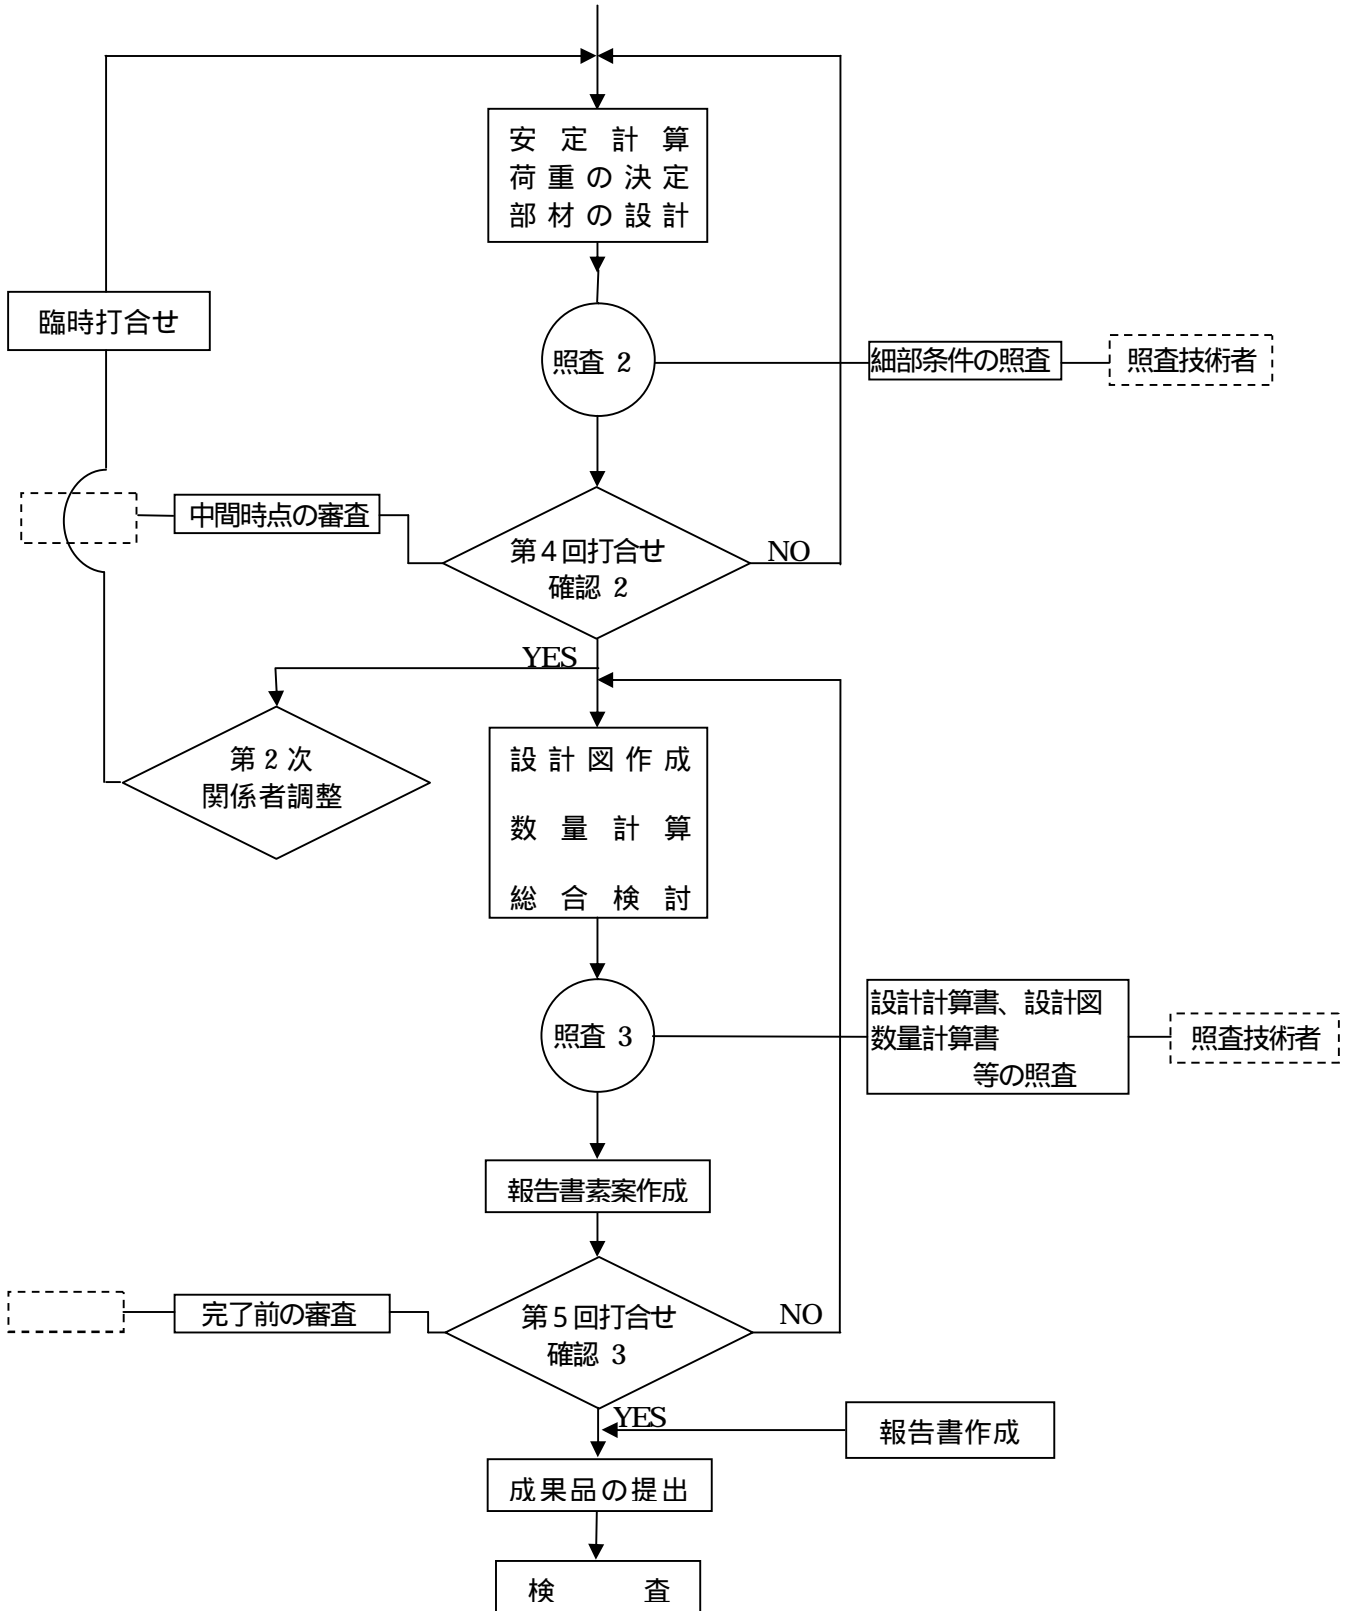 安定計算
荷重の決定
部材の設計
臨時打合せ
照査 2
細部条件の照査
照査技術者
中間時点の審査
第4回打合せ
確認 2
NO
YES
第2次
関係者調整
設計図作成
数量計算
総合検討
照査 3
設計計算書、設計図
数量計算書
等の照査
照査技術者
報告書素案作成
完了前の審査
第5回打合せ
確認 3
NO
YES
報告書作成
成果品の提出
検査